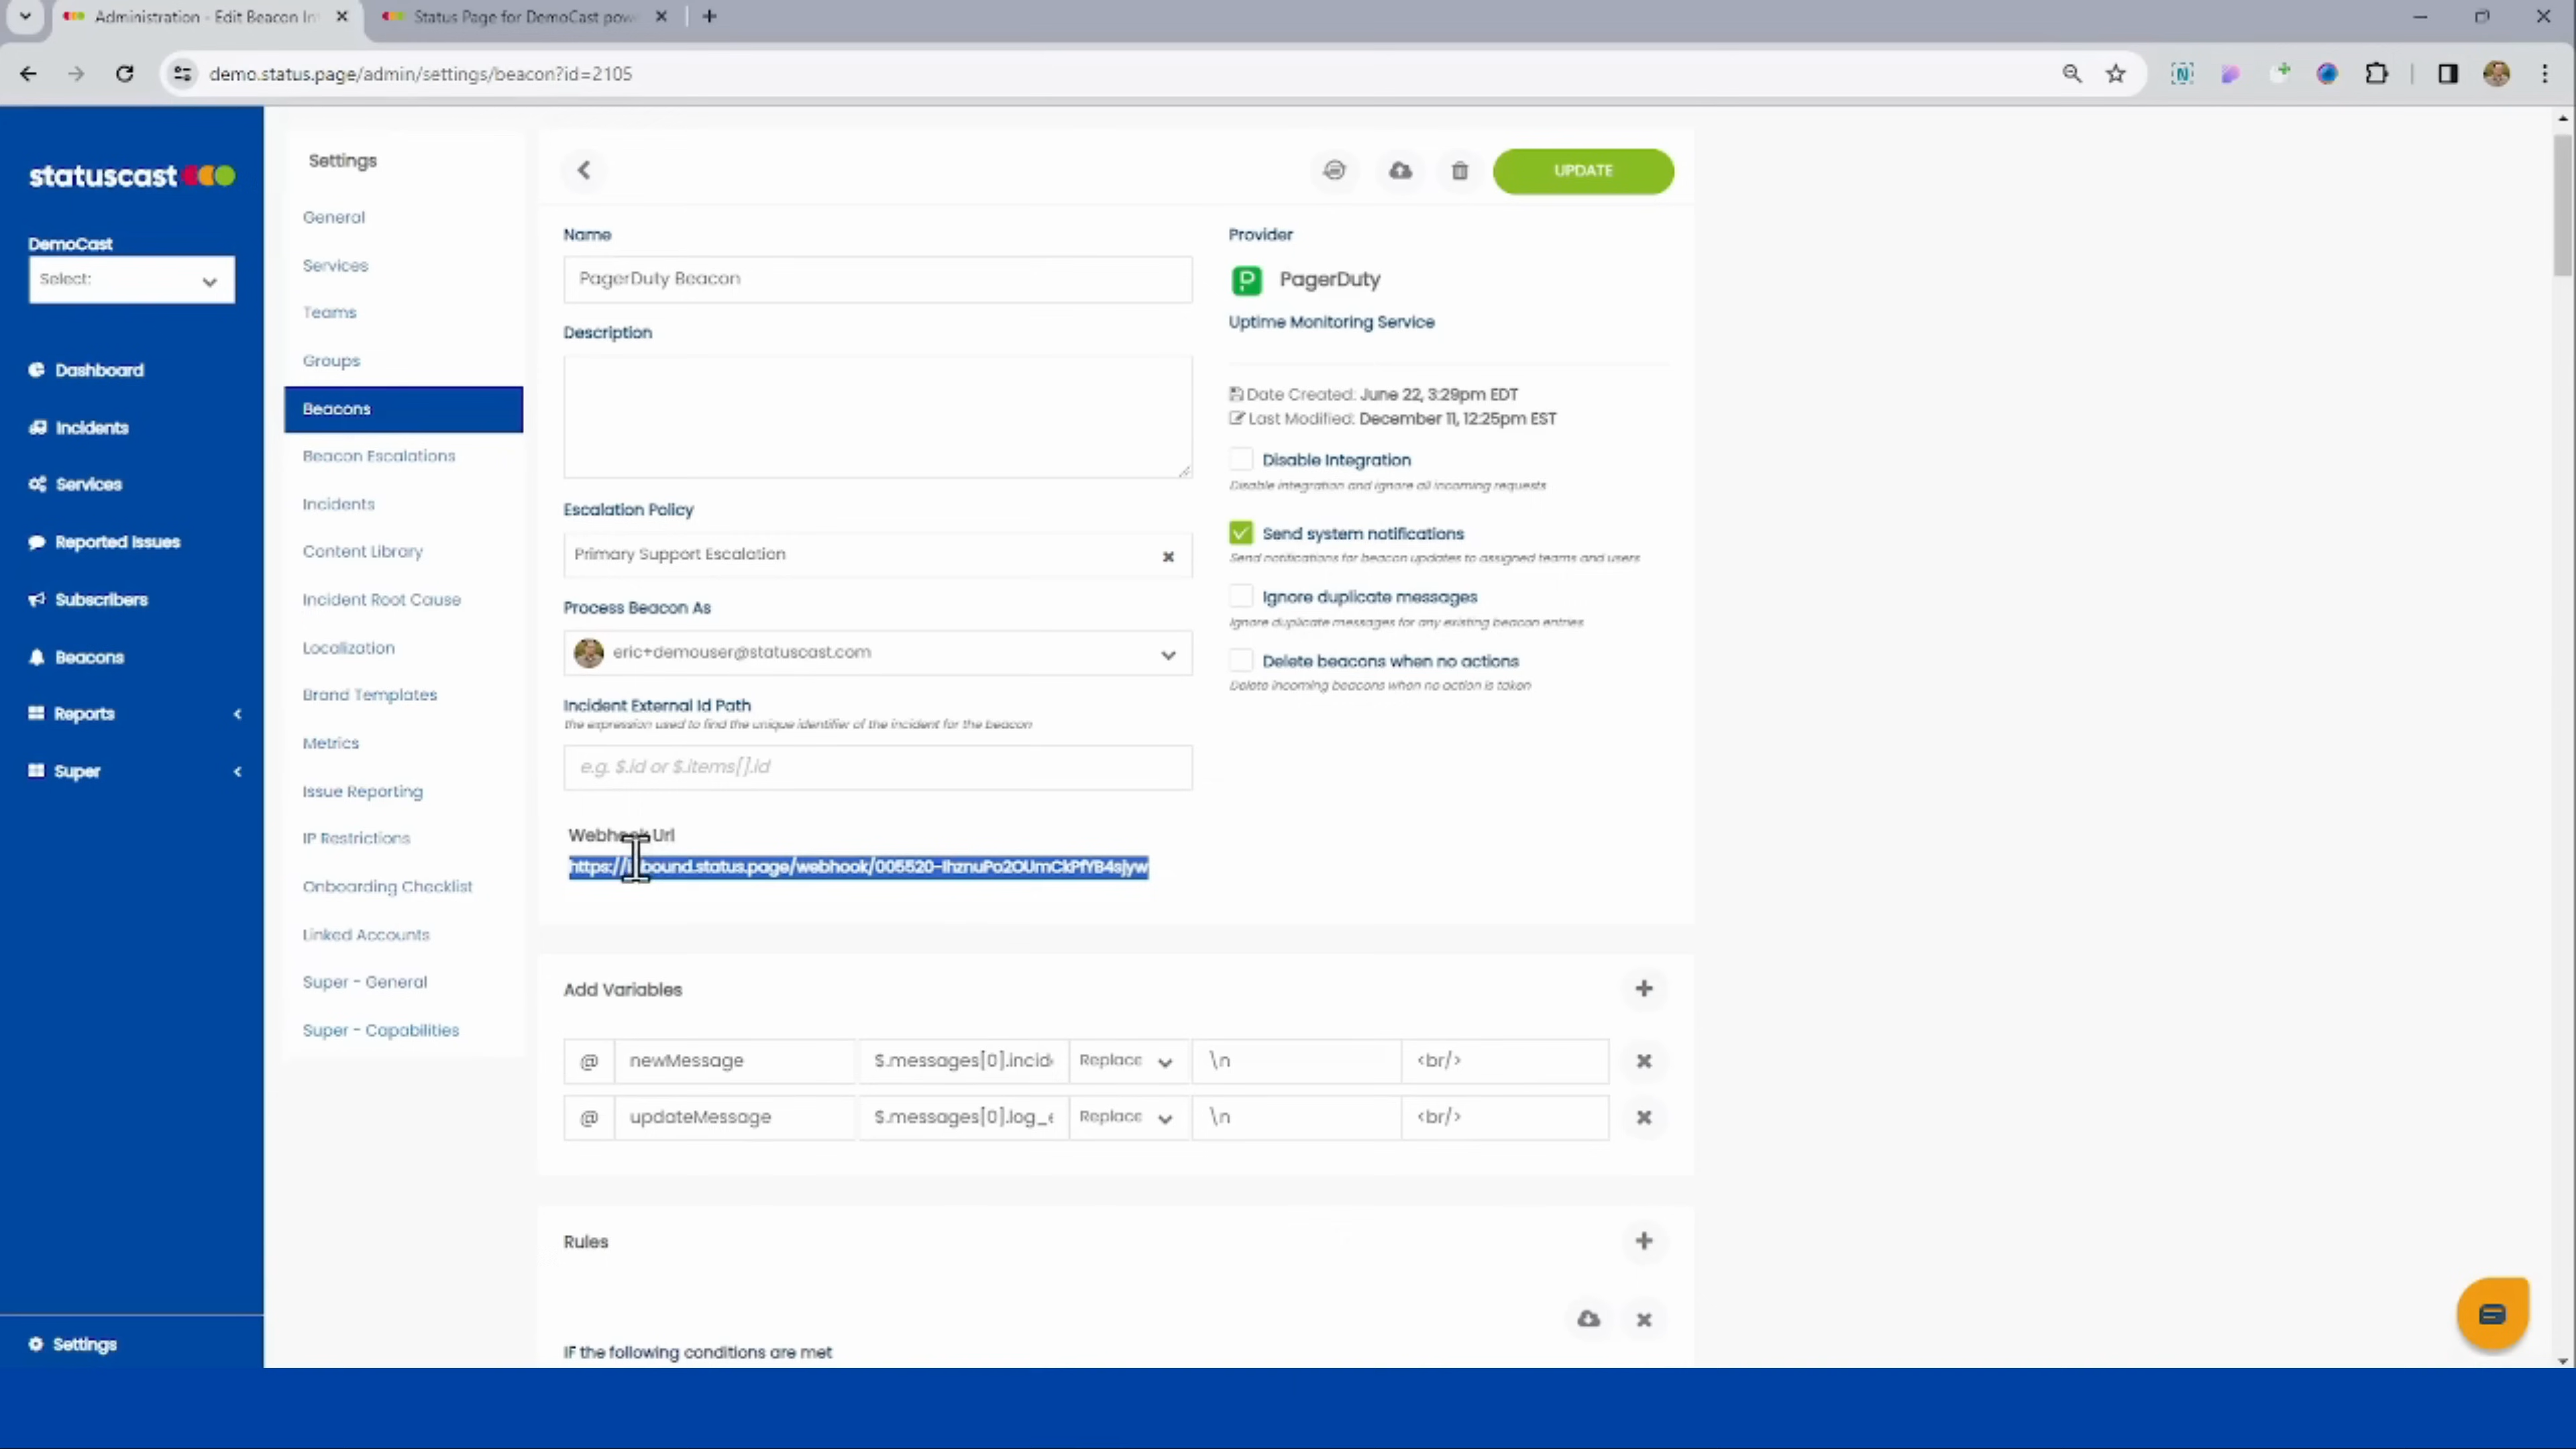 Administration - Edit Beacon In
Status Page for DemoCast pow
demo.status.page/admin/settings/beacon?id=2105
statuscast
DemoCast
Select:
Dashboard
Incidents
Services
Reported Issues
Subscribers
Beacons
Reports
Super
Settings
Settings
General
Services
Teams
Groups
Beacons
Beacon Escalations
Incidents
Content Library
Incident Root Cause
Localization
Brand Templates
Metrics
Issue Reporting
IP Restrictions
Onboarding Checklist
Linked Accounts
Super - General
Super - Capabilities
UPDATE
Name
PagerDuty Beacon
Description
Escalation Policy
Primary Support Escalation
Process Beacon As
eric+demouser@statuscast.com
Incident External Id Path
the expression used to find the unique identifier of the incident for the beacon
e.g. $.id or $.items[].id
Webhook Url
Provider
PagerDuty
Uptime Monitoring Service
Date Created: June 22, 3:29pm EDT
Last Modified: December 11, 12:25pm EST
Disable Integration
Disable integration and ignore all incoming requests
Send system notifications
Send notifications for beacon updates to assigned teams and users
Ignore duplicate messages
Ignore duplicate messages for any existing beacon entries
Delete beacons when no actions
Delete incoming beacons when no action is taken
Add Variables
@ newMessage $.messages[0].incid Replace \n <br/>
@ updateMessage $.messages[0].log_e Replace \n <br/>
Rules
IF the following conditions are met